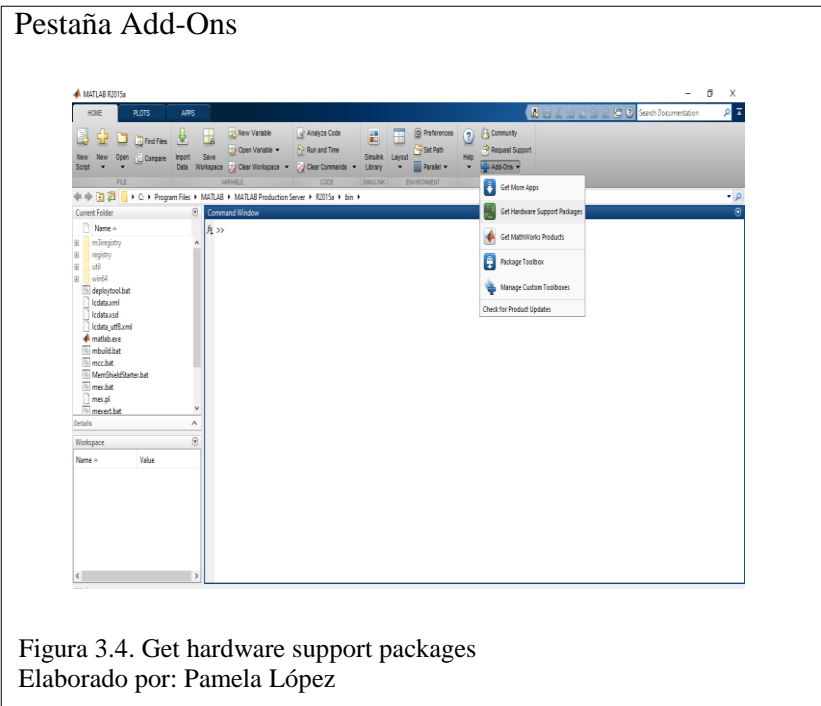 Pestaña Add-Ons
MATLAB R2015a
HOME PLOTS APPS
Search Documentation
New Script
New
Open
Find Files
Compare
Import Data
Save Workspace
New Variable
Open Variable
Clear Workspace
Analyze Code
Run and Time
Clear Commands
Simulink Library
Layout
Preferences
Set Path
Parallel
Help
Community
Request Support
Add-Ons
FILE VARIABLE CODE SIMULINK ENVIRONMENT
Get More Apps
Get Hardware Support Packages
Get MathWorks Products
Package Toolbox
Manage Custom Toolboxes
Check for Product Updates
C: Program Files MATLAB MATLAB Production Server R2015a bin
Current Folder
Name
m3iregistry
registry
util
win64
deploytool.bat
lcdata.xml
lcdata.xsd
lcdata_utf8.xml
matlab.exe
mbuild.bat
mcc.bat
MemShieldStarter.bat
mex.bat
mex.pl
mexext.bat
Details
Workspace
Name Value
Command Window
fx >>
Figura 3.4. Get hardware support packages
Elaborado por: Pamela López